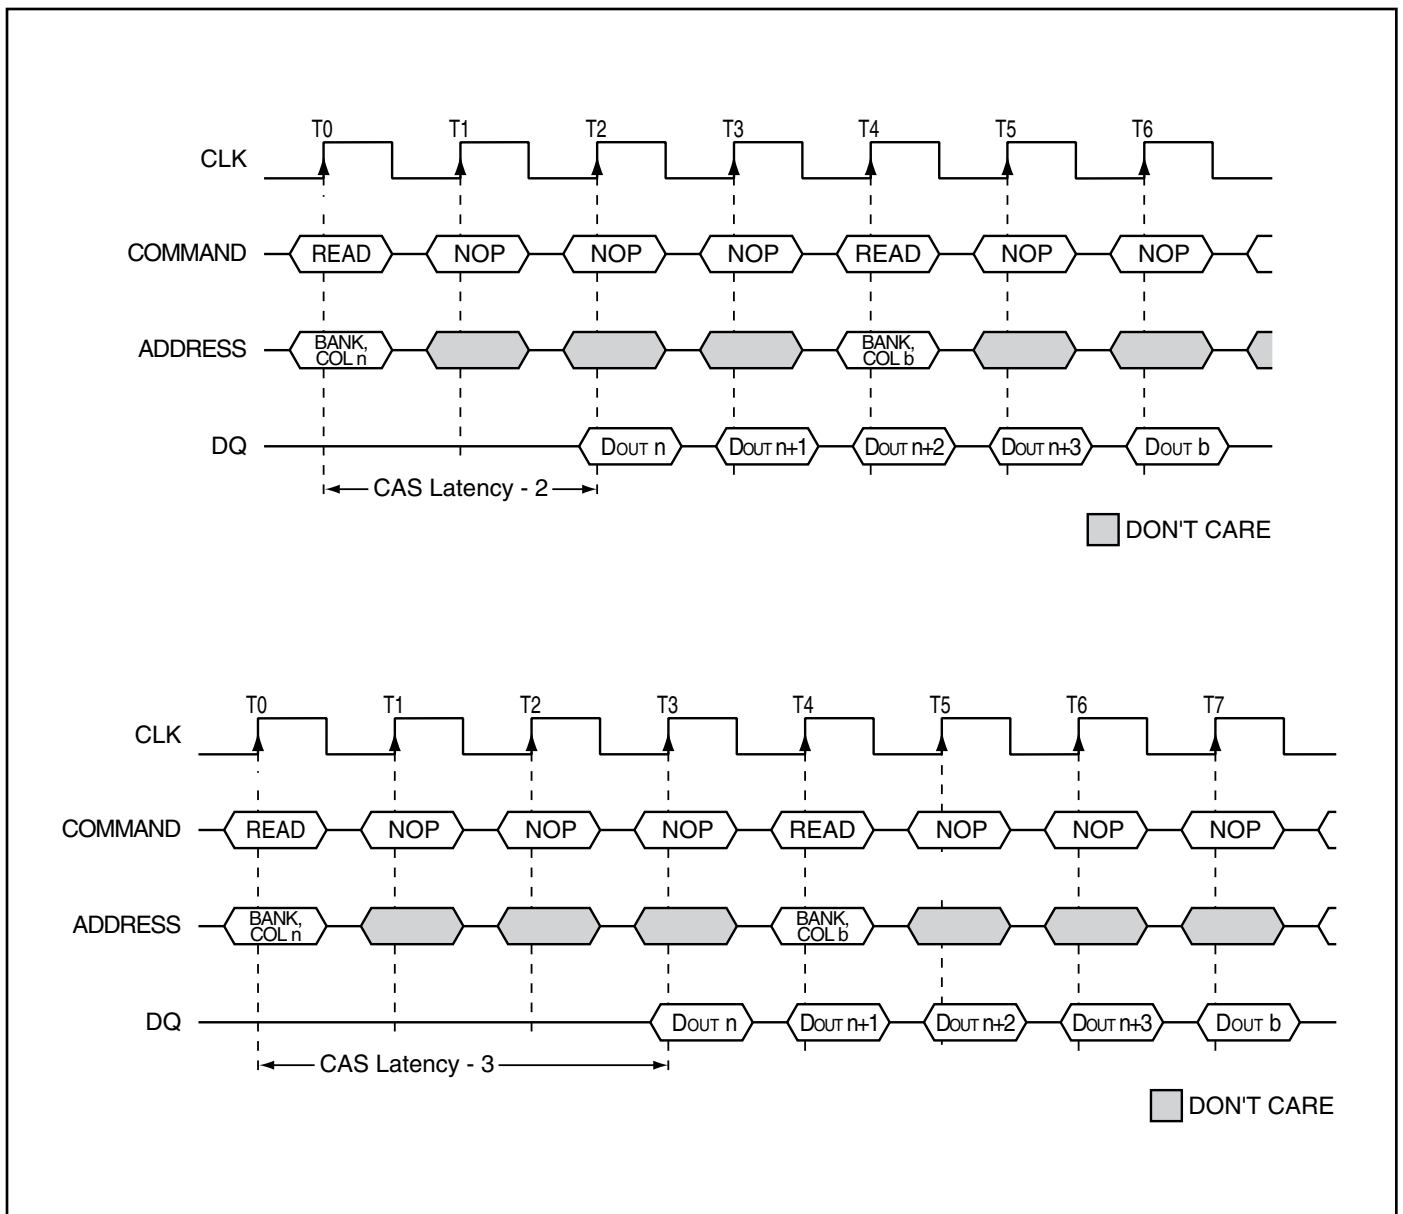 T0 T1 T2 T3 T4 T5 T6
CLK
COMMAND READ NOP NOP NOP READ NOP NOP
ADDRESS BANK, COL n BANK, COL b
DQ DOUT n DOUT n+1 DOUT n+2 DOUT n+3 DOUT b
CAS Latency - 2
DON'T CARE
T0 T1 T2 T3 T4 T5 T6 T7
CLK
COMMAND READ NOP NOP NOP READ NOP NOP NOP
ADDRESS BANK, COL n BANK, COL b
DQ DOUT n DOUT n+1 DOUT n+2 DOUT n+3 DOUT b
CAS Latency - 3
DON'T CARE